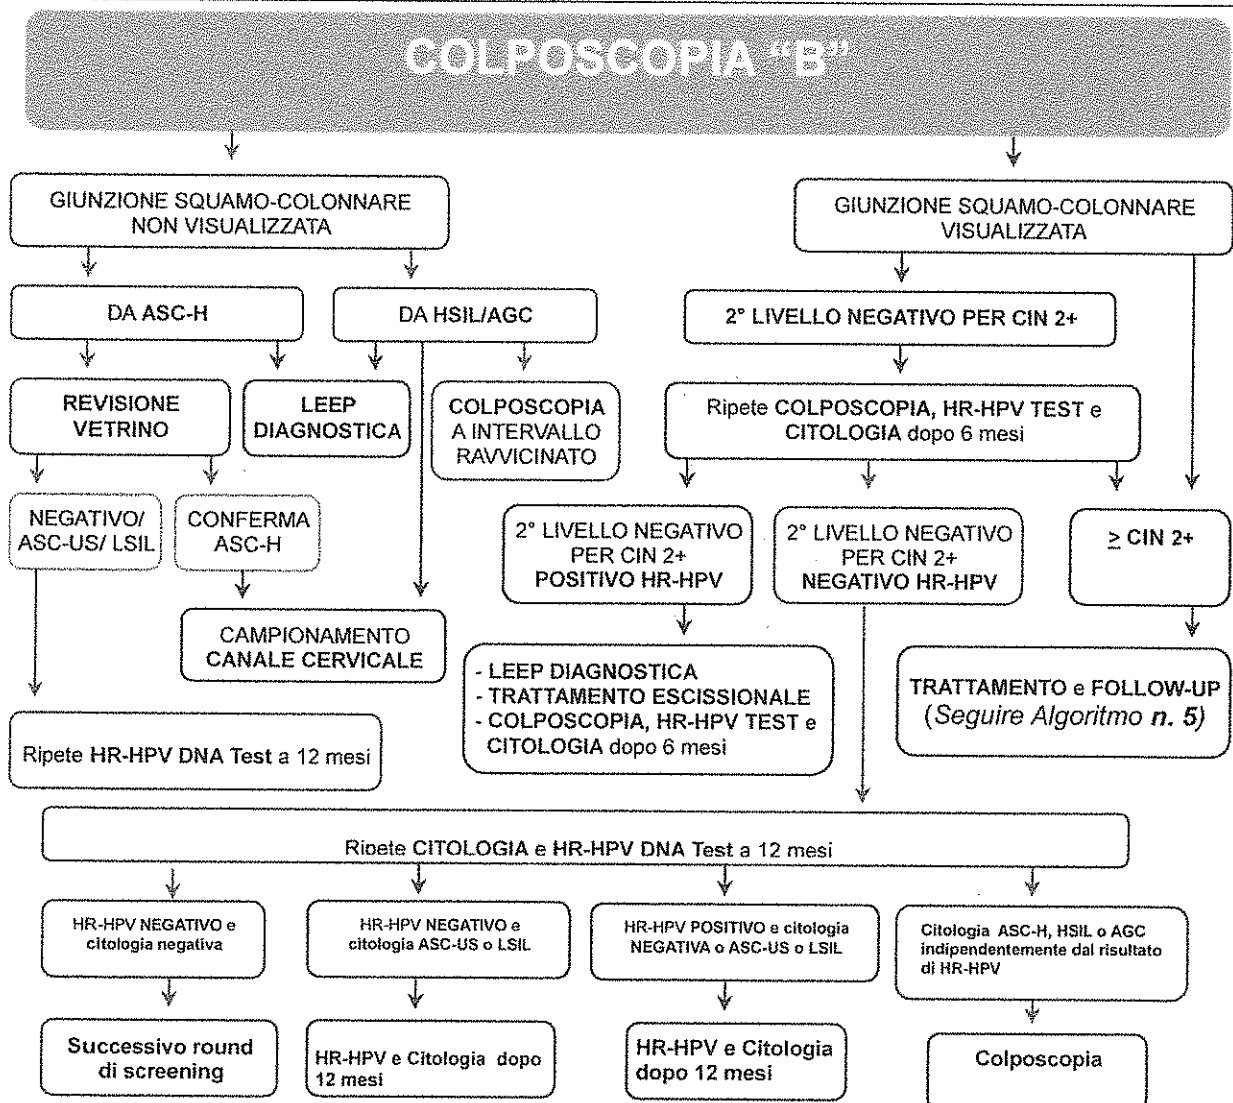 COLPOSCOPIA “B”
GIUNZIONE SQUAMO-COLONNARE
NON VISUALIZZATA
GIUNZIONE SQUAMO-COLONNARE
VISUALIZZATA
DA ASC-H
DA HSIL/AGC
2° LIVELLO NEGATIVO PER CIN 2+
REVISIONE
VETRINO
LEEP
DIAGNOSTICA
COLPOSCOPIA
A INTERVALLO
RAVVICINATO
Ripete COLPOSCOPIA, HR-HPV TEST e
CITOLOGIA dopo 6 mesi
NEGATIVO/
ASC-US/ LSIL
CONFERMA
ASC-H
2° LIVELLO NEGATIVO
PER CIN 2+
POSITIVO HR-HPV
2° LIVELLO NEGATIVO
PER CIN 2+
NEGATIVO HR-HPV
≥ CIN 2+
CAMPIONAMENTO
CANALE CERVICALE
- LEEP DIAGNOSTICA
- TRATTAMENTO ESCISSIONALE
- COLPOSCOPIA, HR-HPV TEST e
CITOLOGIA dopo 6 mesi
TRATTAMENTO e FOLLOW-UP
(Seguire Algoritmo n. 5)
Ripete HR-HPV DNA Test a 12 mesi
Ripete CITOLOGIA e HR-HPV DNA Test a 12 mesi
HR-HPV NEGATIVO e
citologia negativa
HR-HPV NEGATIVO e
citologia ASC-US o LSIL
HR-HPV POSITIVO e citologia
NEGATIVA o ASC-US o LSIL
Citologia ASC-H, HSIL o AGC
indipendentemente dal risultato
di HR-HPV
Successivo round
di screening
HR-HPV e Citologia dopo
12 mesi
HR-HPV e Citologia
dopo 12 mesi
Colposcopia